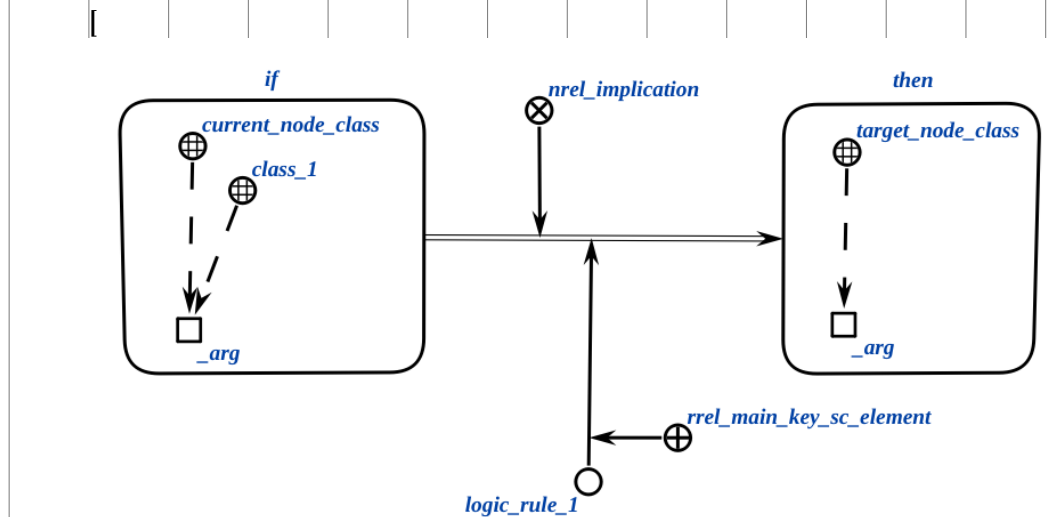 [
if
then
nrel_implication
current_node_class
target_node_class
class_1
_arg
_arg
rrel_main_key_sc_element
logic_rule_1